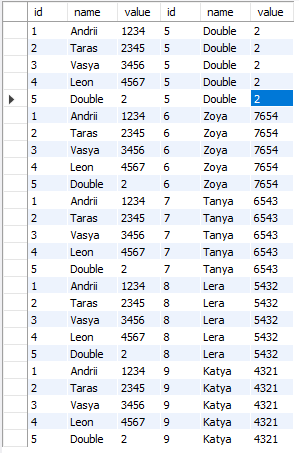 id name value id name value
1 Andrii 1234 5 Double 2
2 Taras 2345 5 Double 2
3 Vasya 3456 5 Double 2
4 Leon 4567 5 Double 2
5 Double 2 5 Double 2
1 Andrii 1234 6 Zoya 7654
2 Taras 2345 6 Zoya 7654
3 Vasya 3456 6 Zoya 7654
4 Leon 4567 6 Zoya 7654
5 Double 2 6 Zoya 7654
1 Andrii 1234 7 Tanya 6543
2 Taras 2345 7 Tanya 6543
3 Vasya 3456 7 Tanya 6543
4 Leon 4567 7 Tanya 6543
5 Double 2 7 Tanya 6543
1 Andrii 1234 8 Lera 5432
2 Taras 2345 8 Lera 5432
3 Vasya 3456 8 Lera 5432
4 Leon 4567 8 Lera 5432
5 Double 2 8 Lera 5432
1 Andrii 1234 9 Katya 4321
2 Taras 2345 9 Katya 4321
3 Vasya 3456 9 Katya 4321
4 Leon 4567 9 Katya 4321
5 Double 2 9 Katya 4321